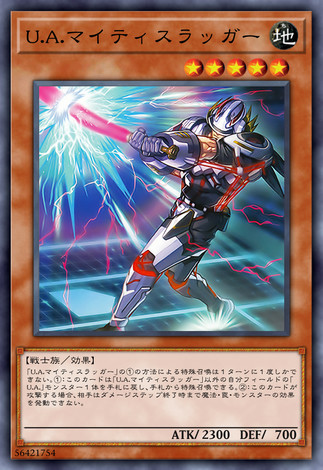 U.A.マイティスラッガー
地
【戦士族／効果】
「U.A.マイティスラッガー」の①の方法による特殊召喚は１ターンに１度しかで
きない。①：このカードは「U.A.マイティスラッガー」以外の自分フィールドの「
U.A.」モンスター１体を手札に戻し、手札から特殊召喚できる。②：このカードが
攻撃する場合、相手はダメージステップ終了時まで魔法・罠・モンスターの効果
を発動できない。
ATK/ 2300 DEF/ 700
56421754